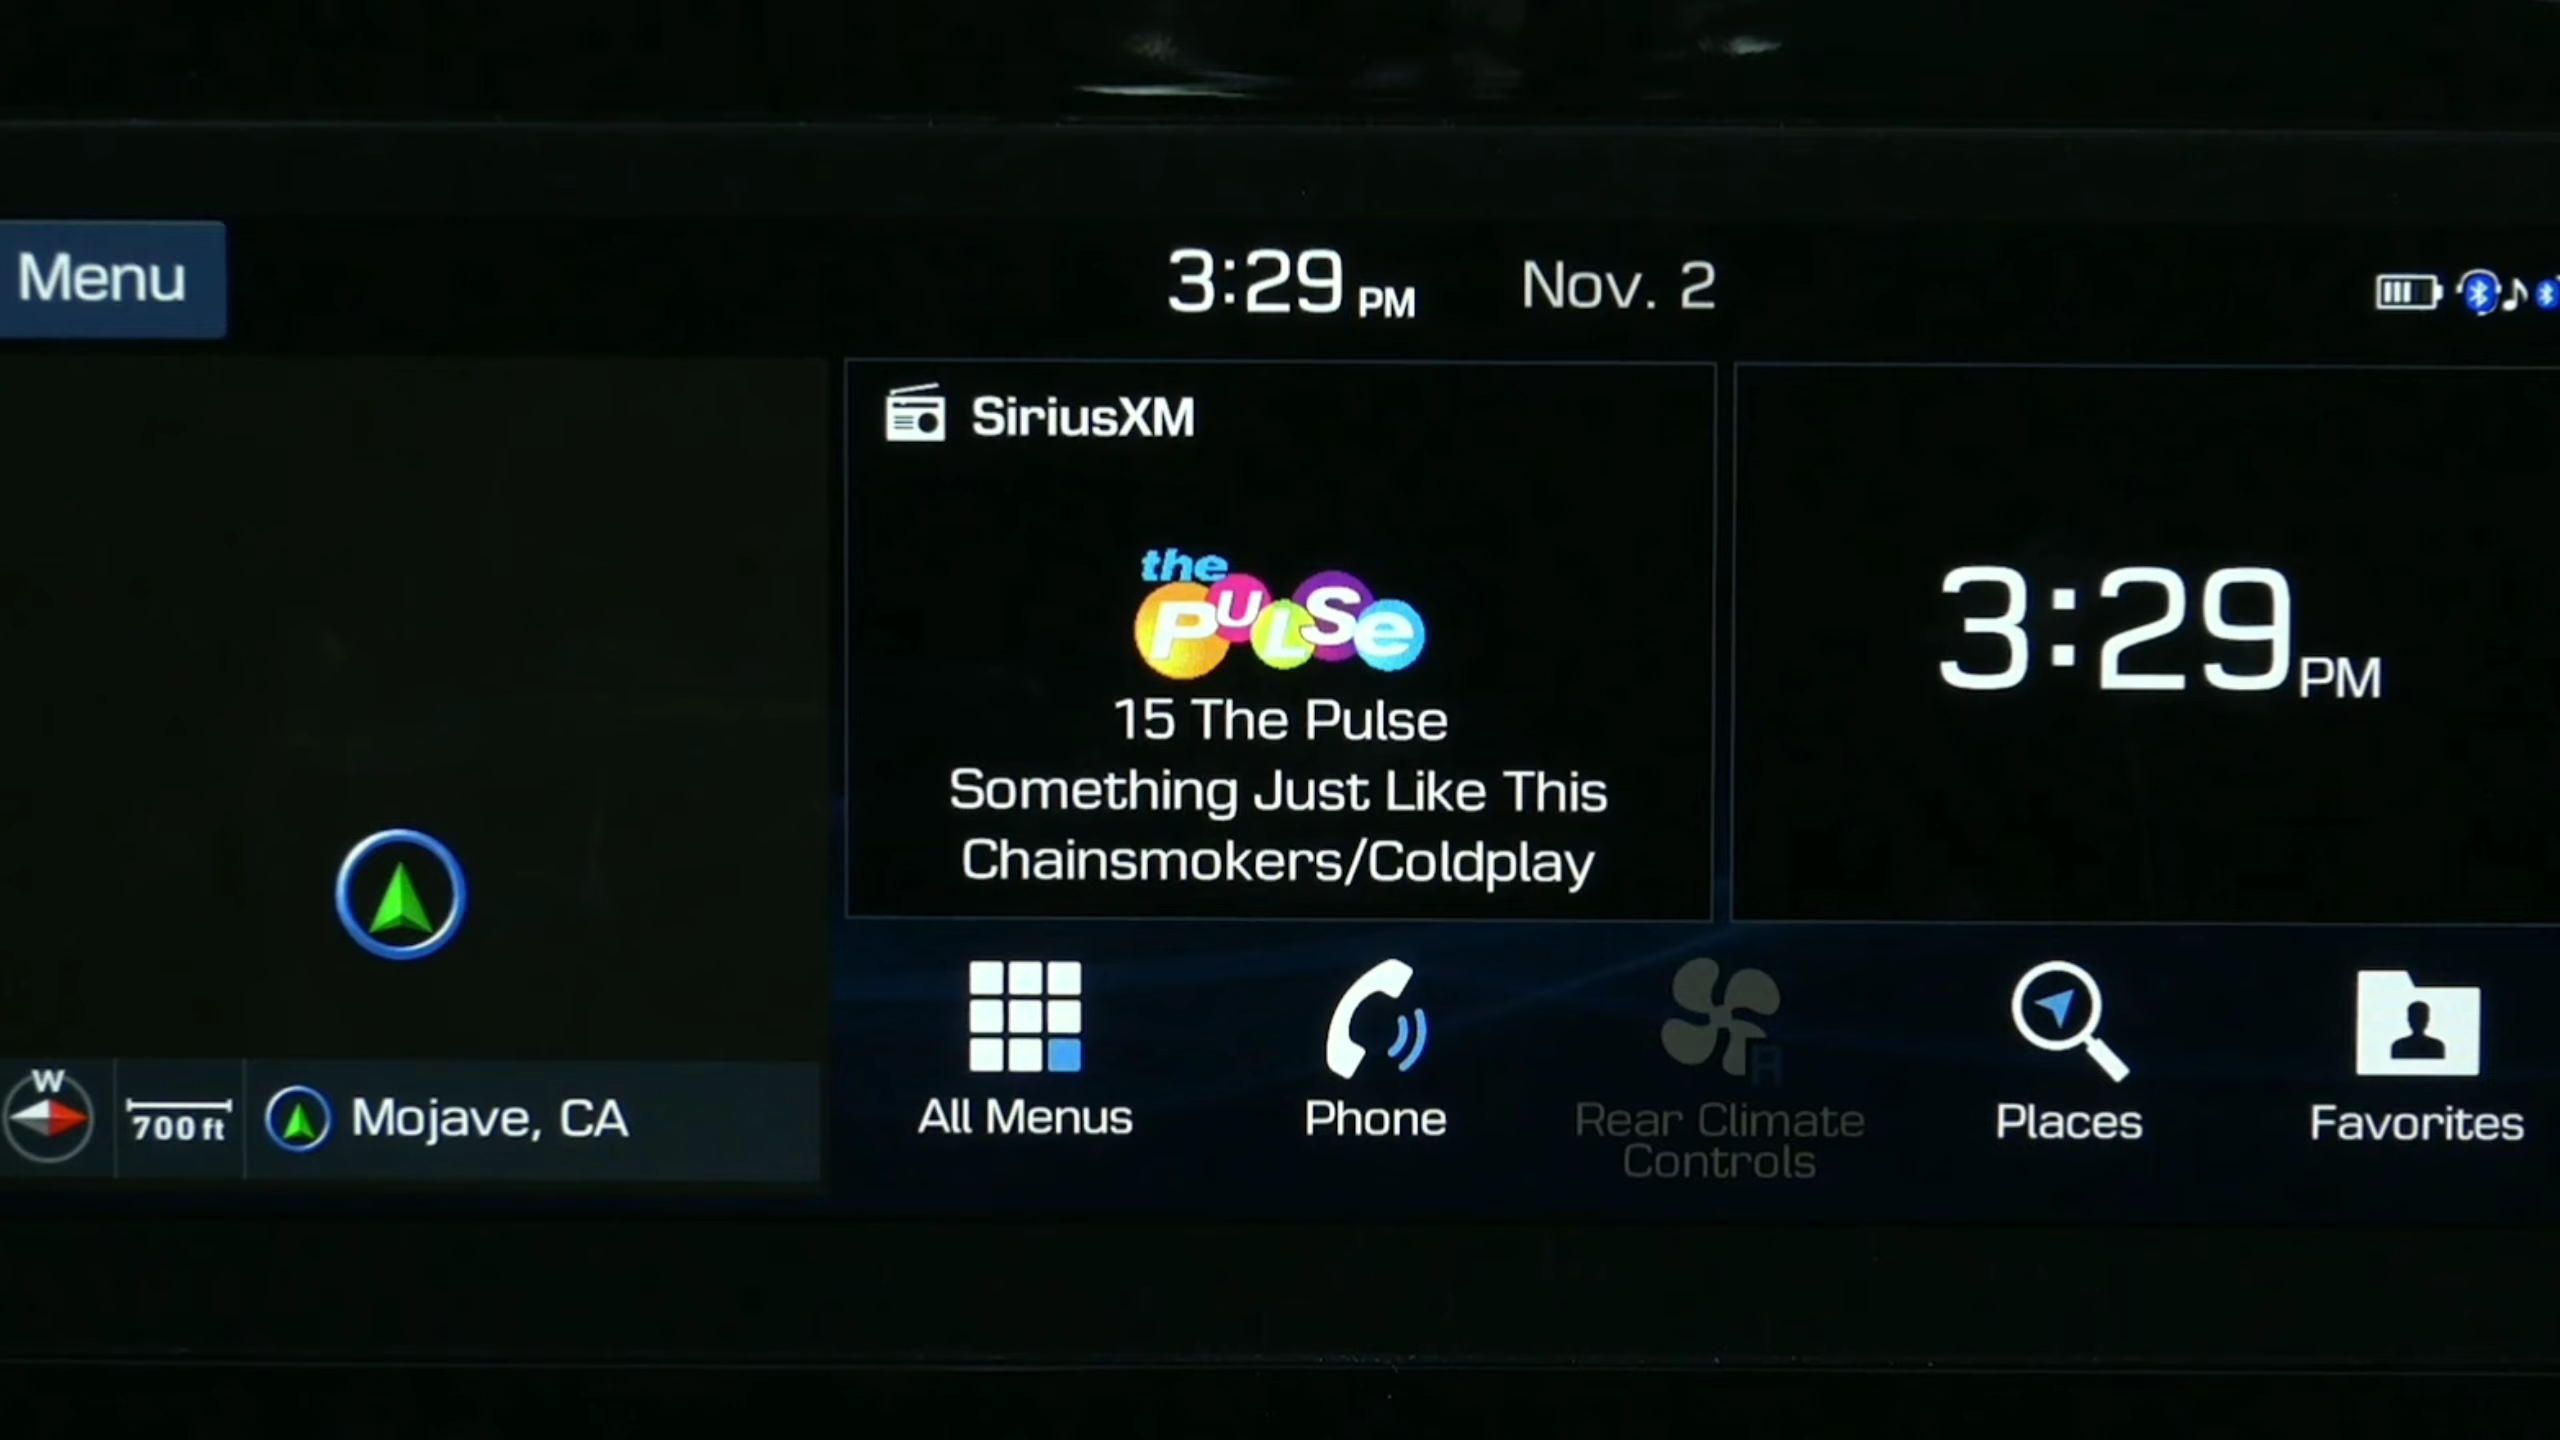 Menu
3:29 PM
Nov. 2
SiriusXM
the
PULSe
15 The Pulse
Something Just Like This
Chainsmokers/Coldplay
3:29 PM
W
700 ft
Mojave, CA
All Menus
Phone
R
Rear Climate
Controls
Places
Favorites